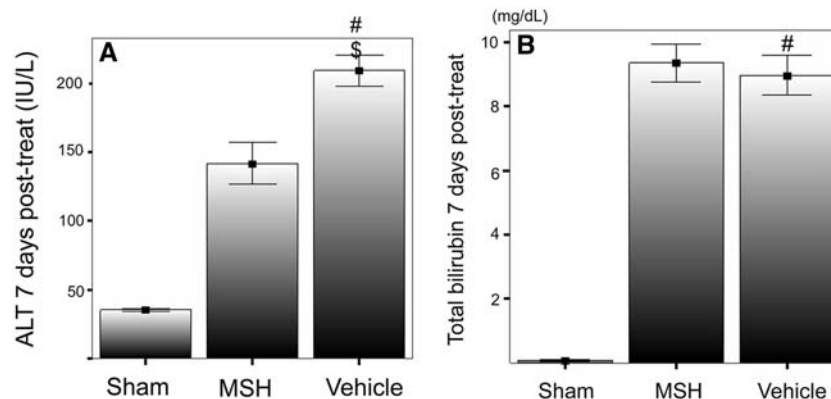 A
#
$
ALT 7 days post-treat (IU/L)
200
150
100
50
Sham MSH Vehicle
(mg/dL)
B
#
Total bilirubin 7 days post-treat
10
8
6
4
2
Sham MSH Vehicle